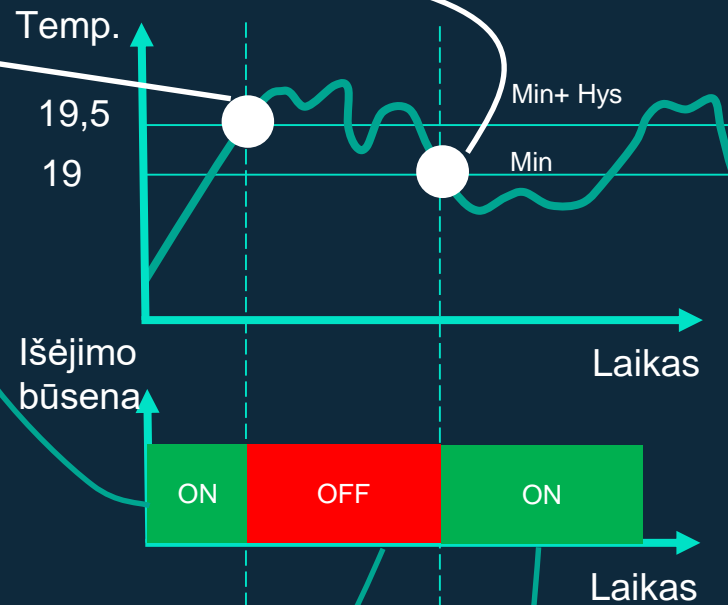 Temp.
19,5
Min+ Hys
19
Min
Laikas
Išėjimo
būsena
ON
OFF
ON
Laikas